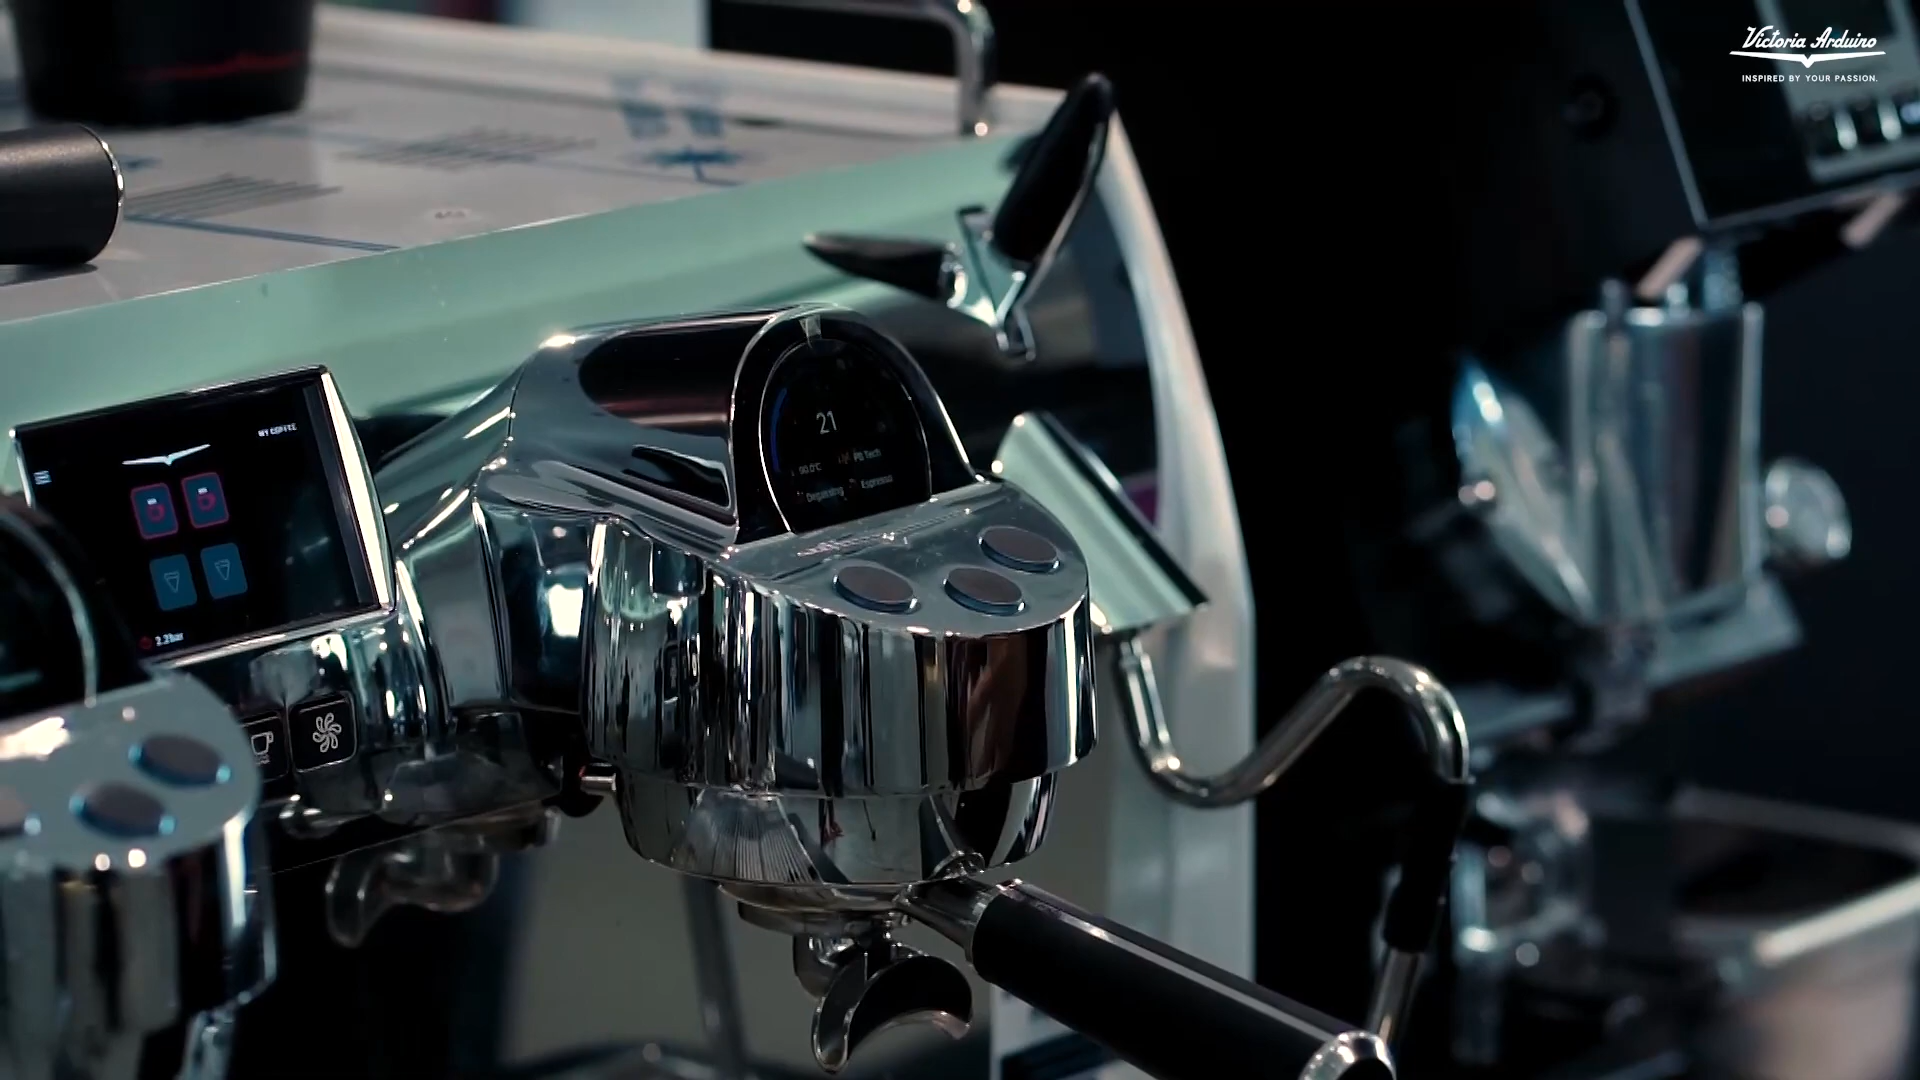 Victoria Arduino
INSPIRED BY YOUR PASSION.
MY COFFEE
21
90.0°C
PB Tech
Degassing
Espresso
2.2bar